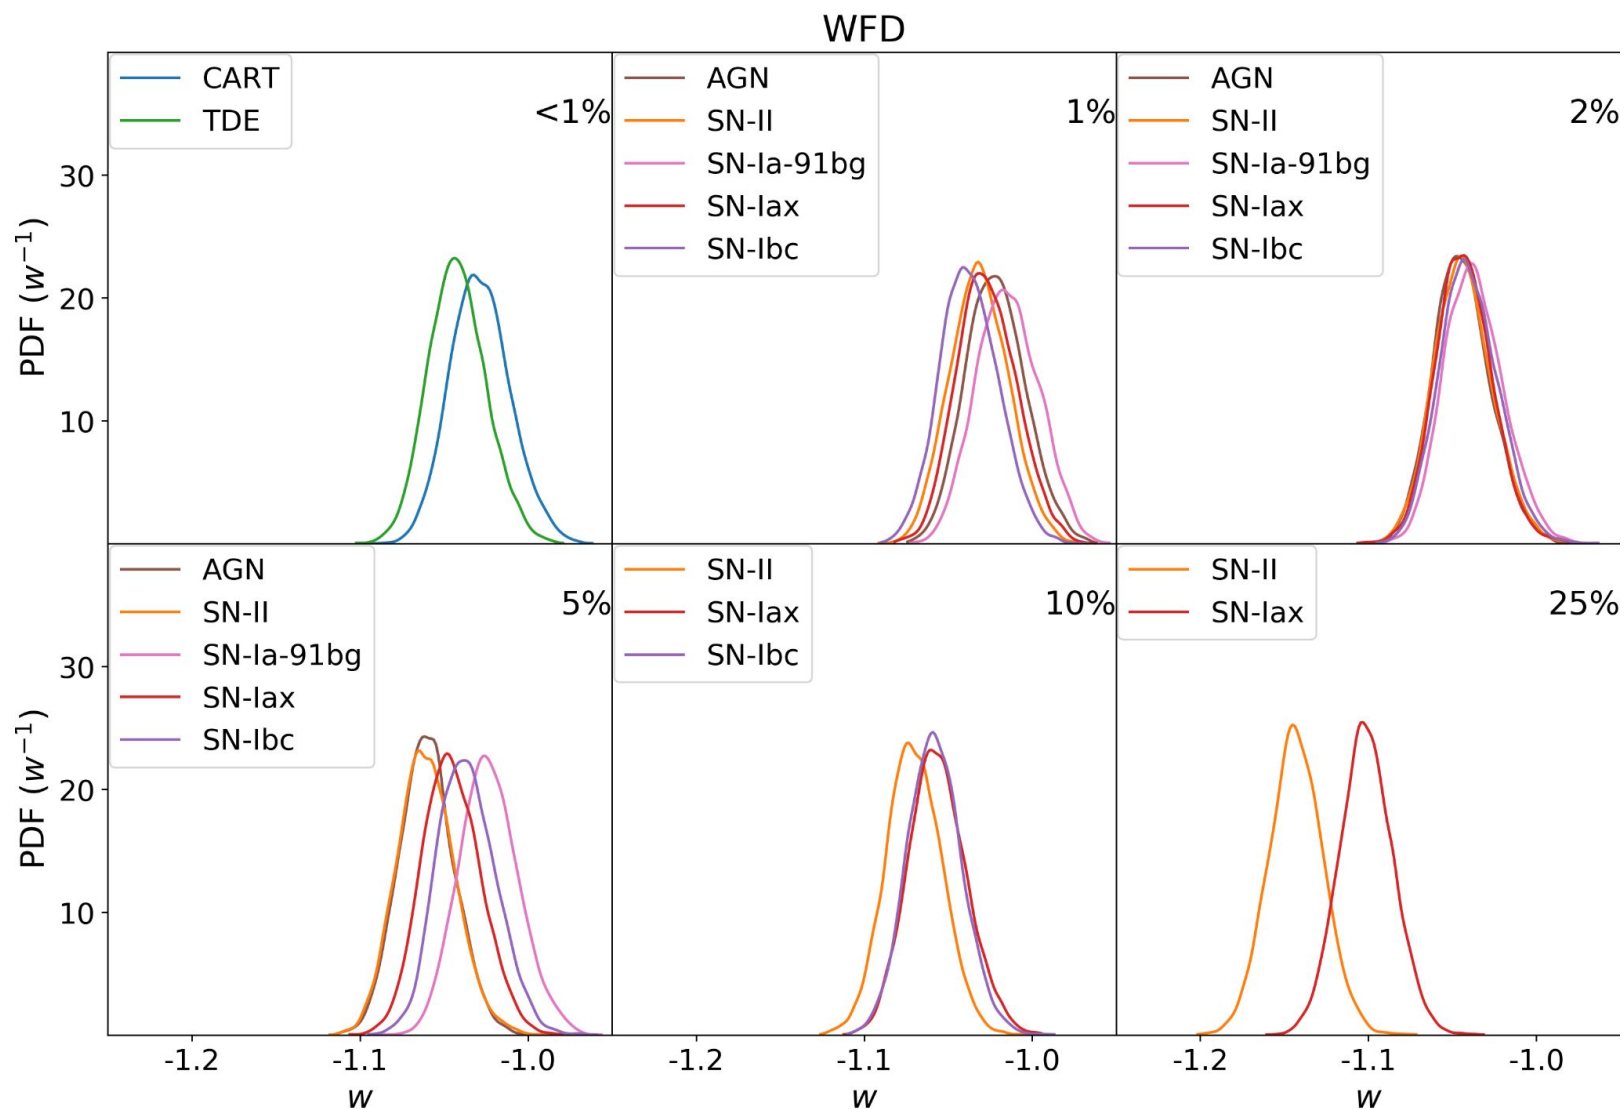 WFD
CART
TDE
<1%
AGN
SN-II
SN-Ia-91bg
SN-Iax
SN-Ibc
1%
AGN
SN-II
SN-Ia-91bg
SN-Iax
SN-Ibc
2%
PDF (w⁻¹)
30
20
10
AGN
SN-II
SN-Ia-91bg
SN-Iax
SN-Ibc
5%
SN-II
SN-Iax
SN-Ibc
10%
SN-II
SN-Iax
25%
PDF (w⁻¹)
30
20
10
-1.2 -1.1 -1.0
-1.2 -1.1 -1.0
-1.2 -1.1 -1.0
w
w
w